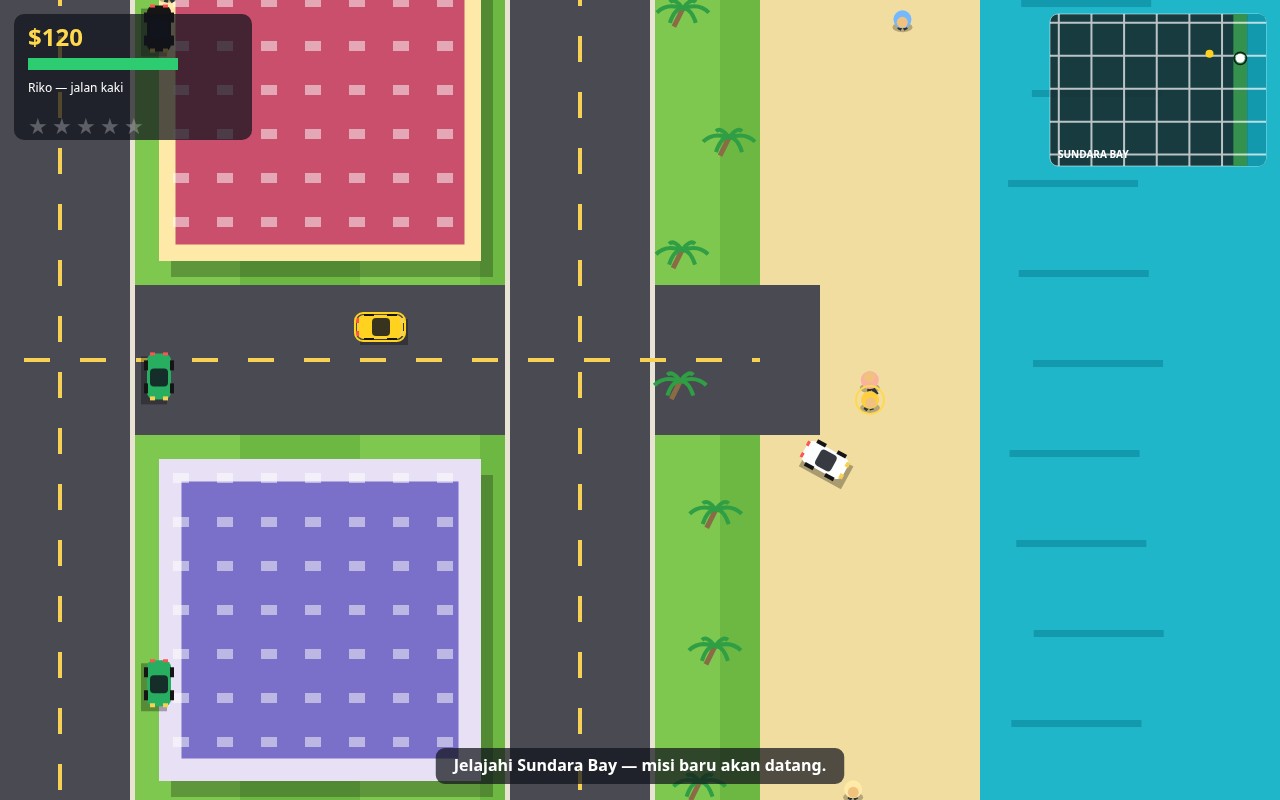 $120
Riko — jalan kaki
★ ★ ★ ★ ★
SUNDARA BAY
Jelajahi Sundara Bay — misi baru akan datang.